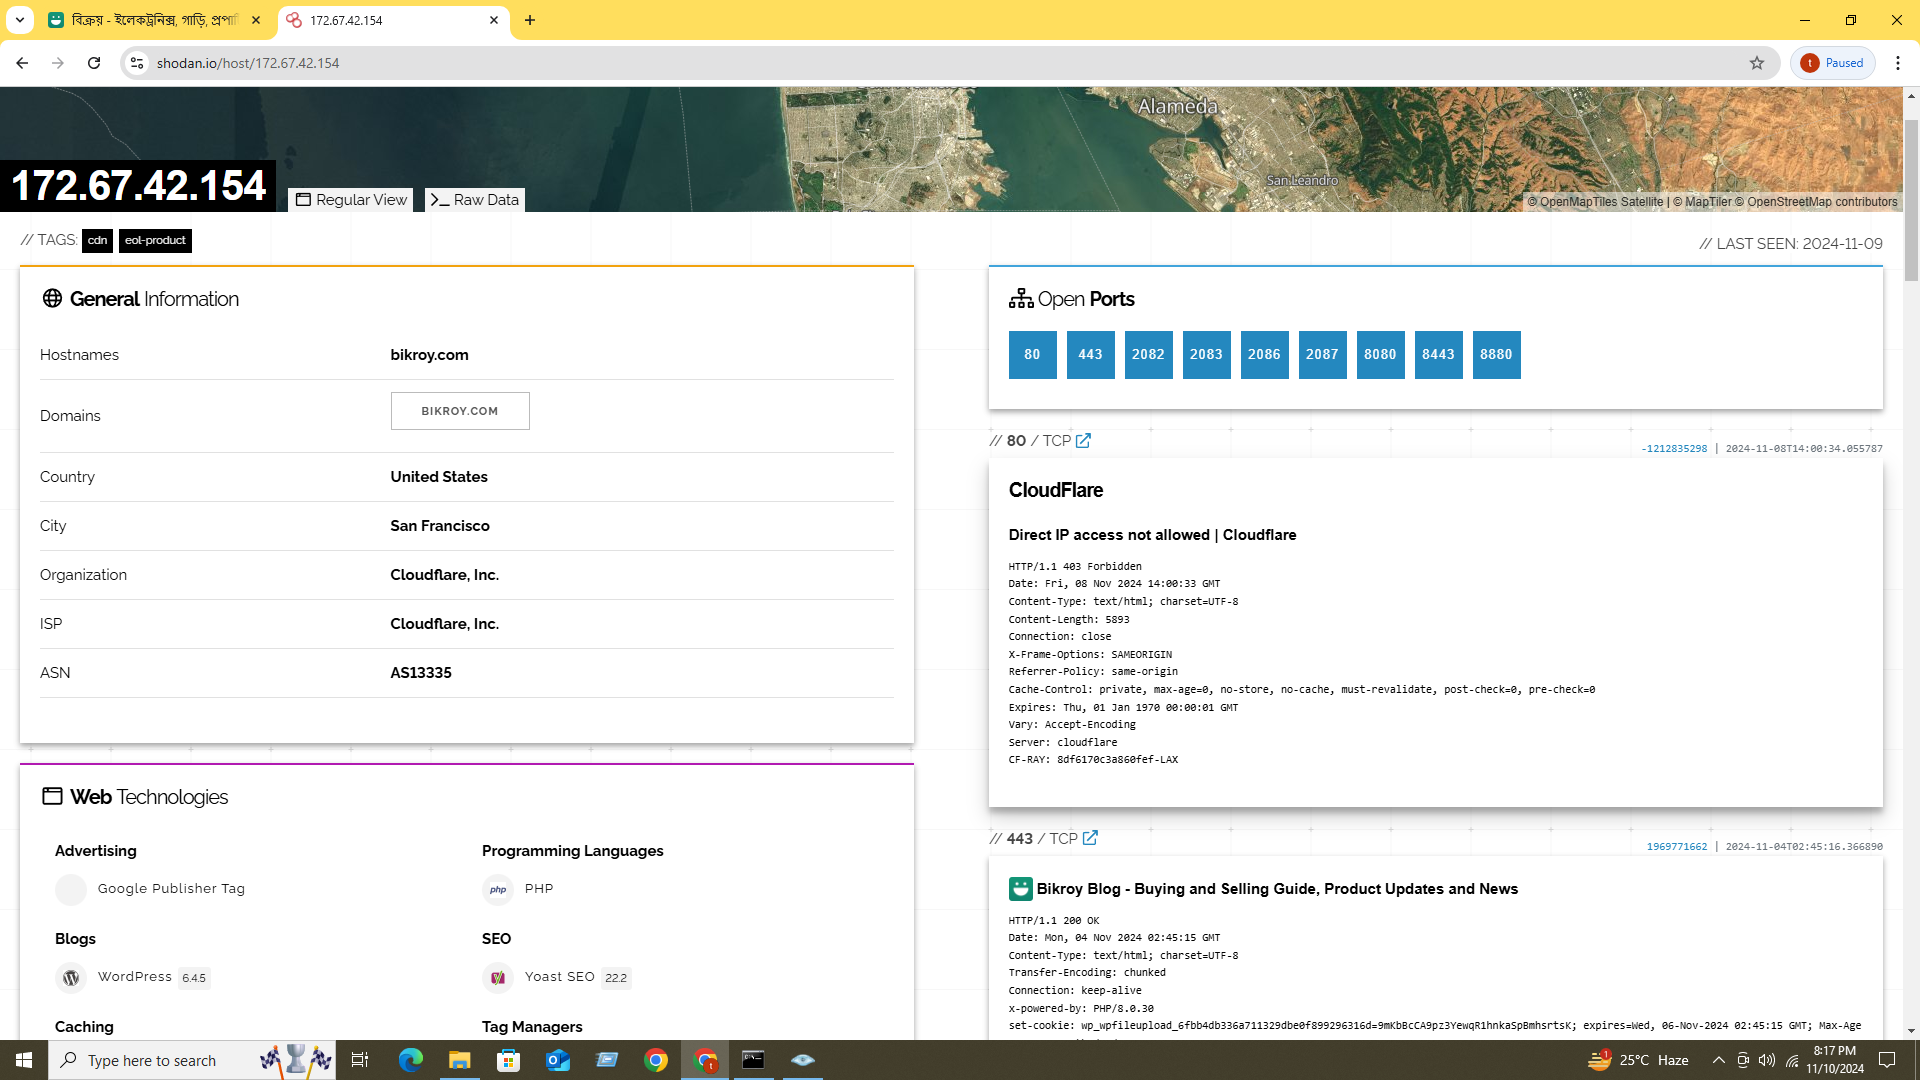 বিক্রয় - ইলেকট্রনিক্স, গাড়ি, প্রপা
172.67.42.154
shodan.io/host/172.67.42.154
t
Paused
Alameda
San Leandro
© OpenMapTiles Satellite | © MapTiler © OpenStreetMap contributors
172.67.42.154
Regular View
Raw Data
// TAGS: cdn eol-product
// LAST SEEN: 2024-11-09
General Information
Hostnames bikroy.com
Domains BIKROY.COM
Country United States
City San Francisco
Organization Cloudflare, Inc.
ISP Cloudflare, Inc.
ASN AS13335
Web Technologies
Advertising
Google Publisher Tag
Programming Languages
php PHP
Blogs
WordPress 6.4.5
SEO
Yoast SEO 22.2
Caching
Tag Managers
Open Ports
80 443 2082 2083 2086 2087 8080 8443 8880
// 80 / TCP
-1212835298 | 2024-11-08T14:00:34.055787
CloudFlare
Direct IP access not allowed | Cloudflare
HTTP/1.1 403 Forbidden
Date: Fri, 08 Nov 2024 14:00:33 GMT
Content-Type: text/html; charset=UTF-8
Content-Length: 5893
Connection: close
X-Frame-Options: SAMEORIGIN
Referrer-Policy: same-origin
Cache-Control: private, max-age=0, no-store, no-cache, must-revalidate, post-check=0, pre-check=0
Expires: Thu, 01 Jan 1970 00:00:01 GMT
Vary: Accept-Encoding
Server: cloudflare
CF-RAY: 8df6170c3a860fef-LAX
// 443 / TCP
1969771662 | 2024-11-04T02:45:16.366890
Bikroy Blog - Buying and Selling Guide, Product Updates and News
HTTP/1.1 200 OK
Date: Mon, 04 Nov 2024 02:45:15 GMT
Content-Type: text/html; charset=UTF-8
Transfer-Encoding: chunked
Connection: keep-alive
x-powered-by: PHP/8.0.30
set-cookie: wp_wpfileupload_6fbb4db336a711329dbe0f899296316d=9mKbBcCA9pz3YewqR1hnkaSpBmhsrtsK; expires=Wed, 06-Nov-2024 02:45:15 GMT; Max-Age
Type here to search
t
1
25°C Haze
8:17 PM
11/10/2024